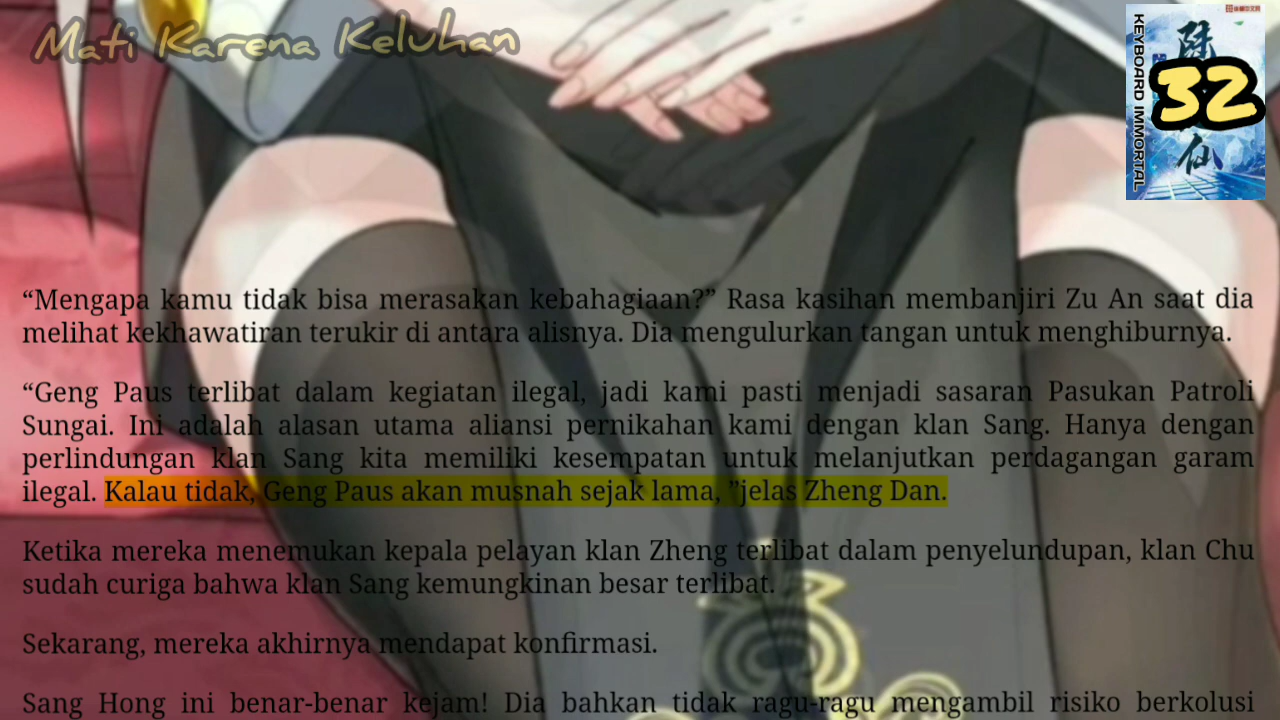 Mati Karena Keluhan
KEYBOARD IMMORTAL
32
陆
仙
“Mengapa kamu tidak bisa merasakan kebahagiaan?” Rasa kasihan membanjiri Zu An saat dia
melihat kekhawatiran terukir di antara alisnya. Dia mengulurkan tangan untuk menghiburnya.
“Geng Paus terlibat dalam kegiatan ilegal, jadi kami pasti menjadi sasaran Pasukan Patroli
Sungai. Ini adalah alasan utama aliansi pernikahan kami dengan klan Sang. Hanya dengan
perlindungan klan Sang kita memiliki kesempatan untuk melanjutkan perdagangan garam
ilegal. Kalau tidak, Geng Paus akan musnah sejak lama, ”jelas Zheng Dan.
Ketika mereka menemukan kepala pelayan klan Zheng terlibat dalam penyelundupan, klan Chu
sudah curiga bahwa klan Sang kemungkinan besar terlibat.
Sekarang, mereka akhirnya mendapat konfirmasi.
Sang Hong ini benar-benar kejam! Dia bahkan tidak ragu-ragu mengambil risiko berkolusi